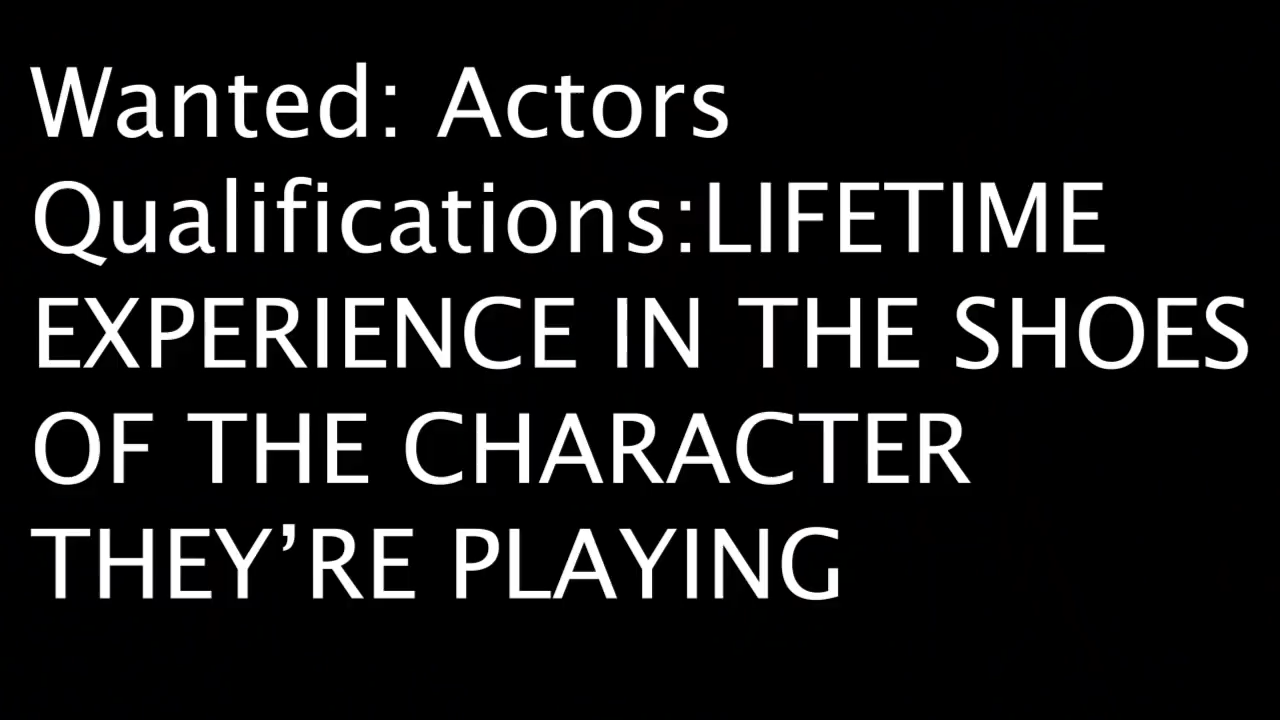 Wanted: Actors
Qualifications:LIFETIME
EXPERIENCE IN THE SHOES
OF THE CHARACTER
THEY’RE PLAYING